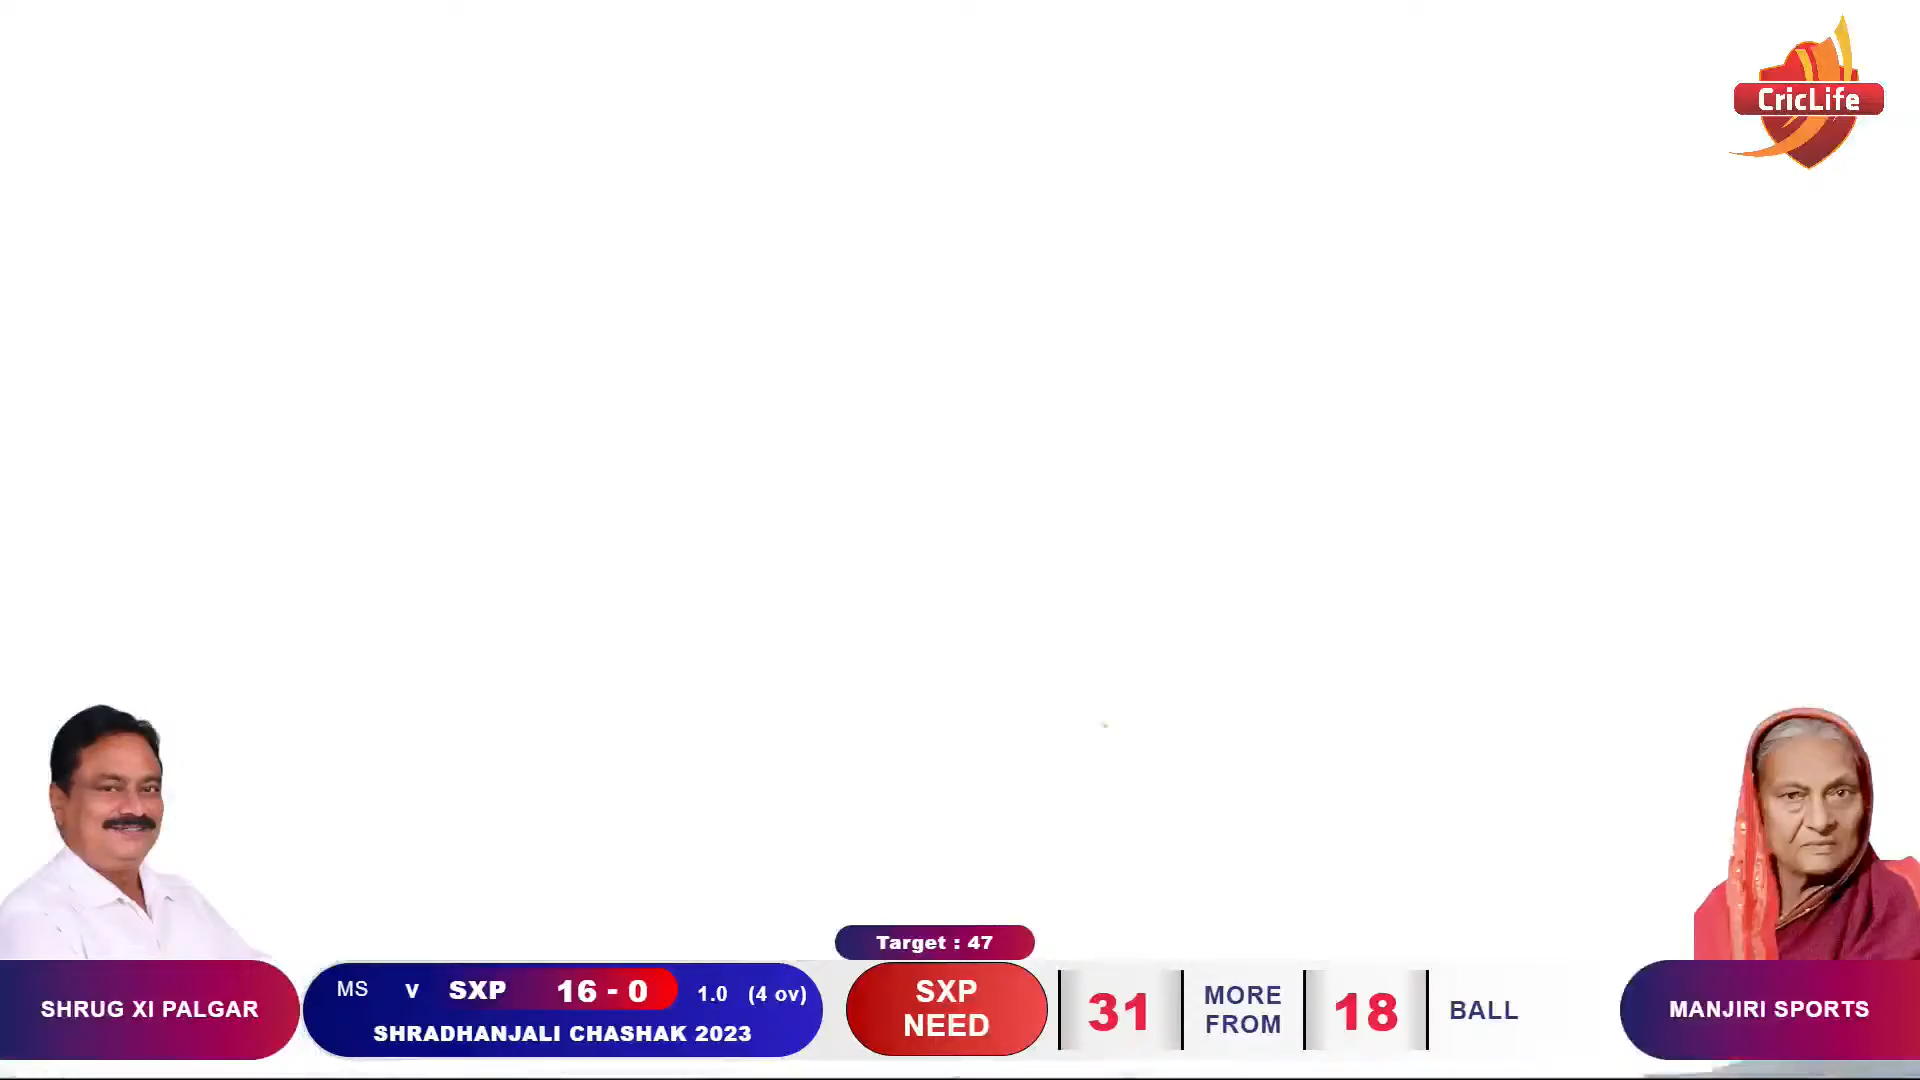 CricLife
Target : 47
SHRUG XI PALGAR
MS v SXP 16 - 0 1.0 (4 ov)
SHRADHANJALI CHASHAK 2023
SXP
NEED
31
MORE
FROM
18
BALL
MANJIRI SPORTS